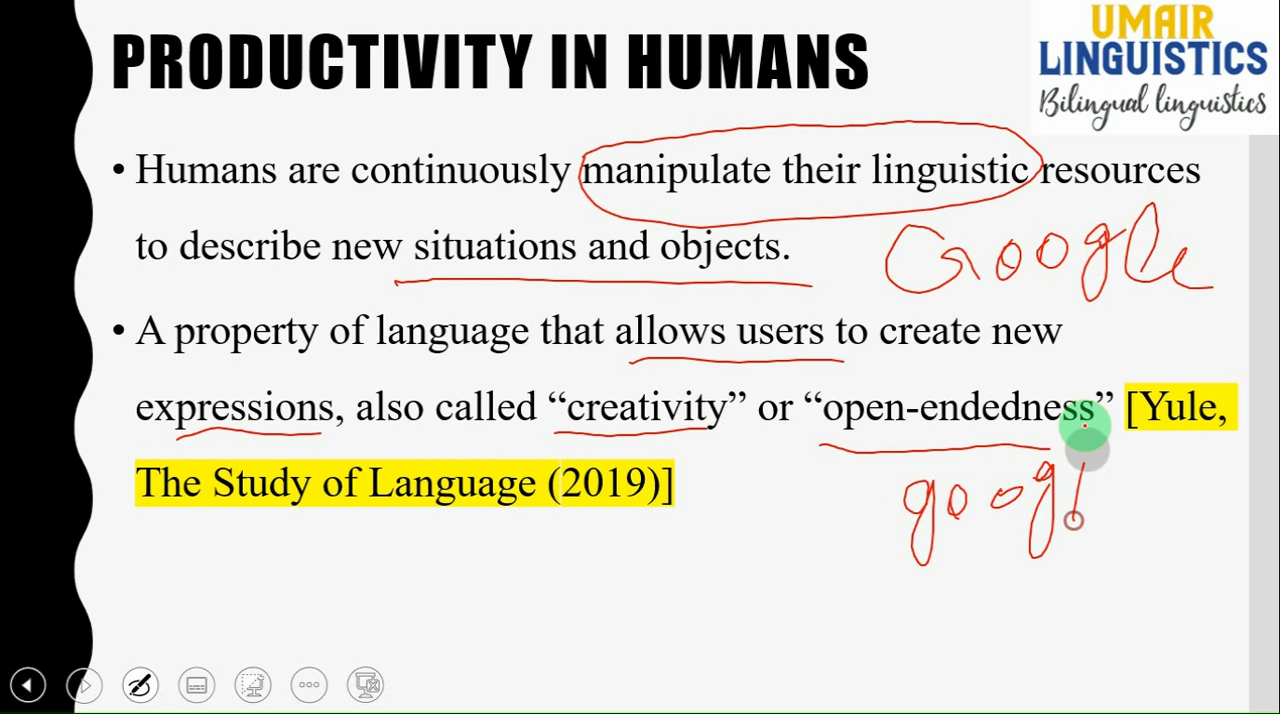 PRODUCTIVITY IN HUMANS
UMAIR
LINGUISTICS
Bilingual linguistics
• Humans are continuously manipulate their linguistic resources
to describe new situations and objects.
Google
• A property of language that allows users to create new
expressions, also called “creativity” or “open-endedness” [Yule,
The Study of Language (2019)]
googl